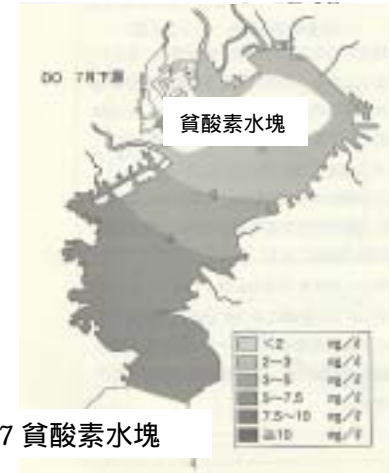 DO 7月下層
貧酸素水塊
<2 mg/ℓ
2～3 mg/ℓ
3～5 mg/ℓ
5～7.5 mg/ℓ
7.5～10 mg/ℓ
≧10 mg/ℓ
7 貧酸素水塊